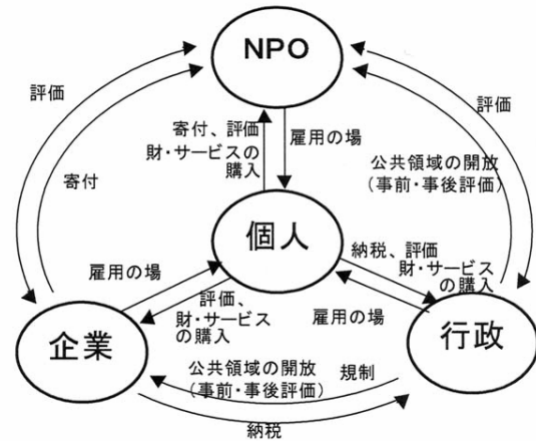 NPO
評価
評価
寄付、評価
財・サービスの
購入
雇用の場
寄付
公共領域の開放
(事前・事後評価)
個人
納税、評価
財・サービス
の購入
雇用の場
評価、
財・サービス
の購入
雇用の場
企業
行政
公共領域の開放
(事前・事後評価)
規制
納税